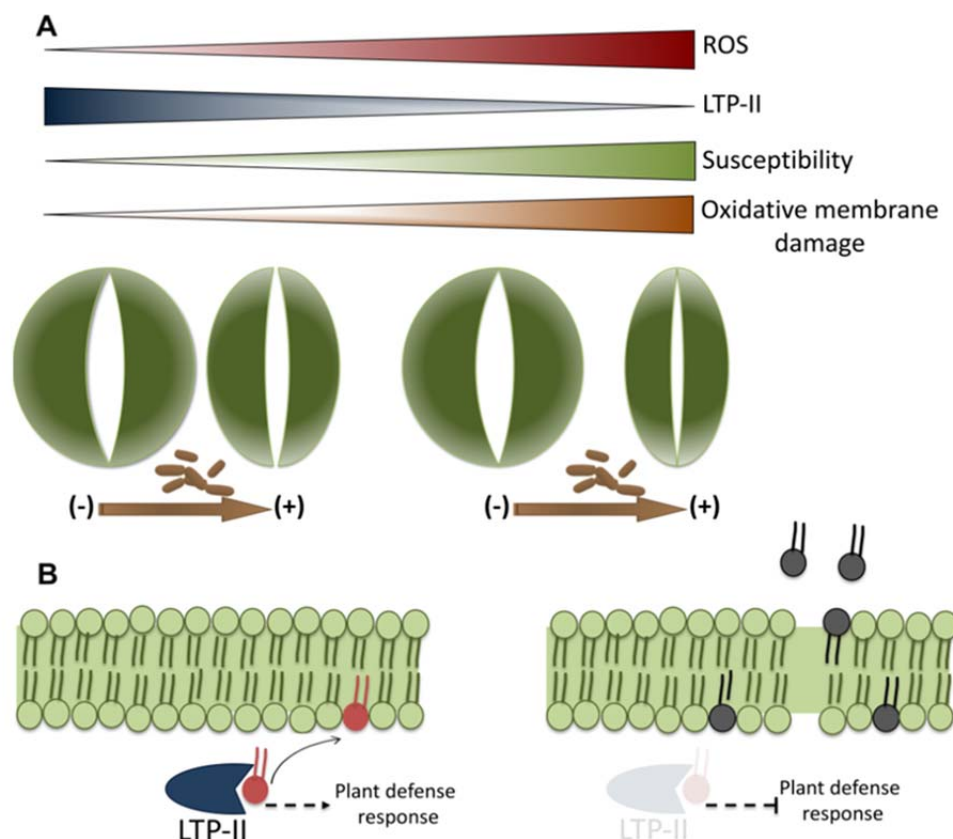 A
ROS
LTP-II
Susceptibility
Oxidative membrane
damage
(-)
(+)
(-)
(+)
B
Plant defense
response
LTP-II
Plant defense
response
LTP-II